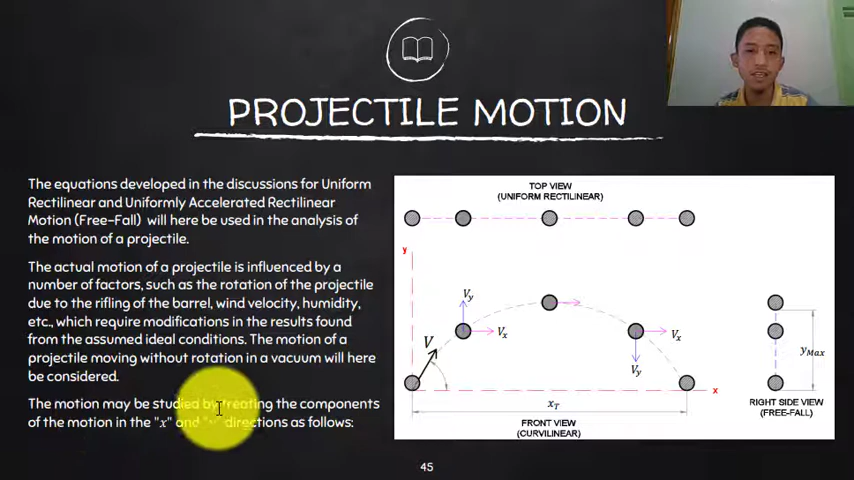 PROJECTILE MOTION
The equations developed in the discussions for Uniform
Rectilinear and Uniformly Accelerated Rectilinear
Motion (Free-Fall) will here be used in the analysis of
the motion of a projectile.
The actual motion of a projectile is influenced by a
number of factors, such as the rotation of the projectile
due to the rifling of the barrel, wind velocity, humidity,
etc., which require modifications in the results found
from the assumed ideal conditions. The motion of a
projectile moving without rotation in a vacuum will here
be considered.
The motion may be studied by treating the components
of the motion in the "x" and directions as follows:
TOP VIEW
(UNIFORM RECTILINEAR)
y
Vy
Vx
V
Vx
Vy
x
xT
FRONT VIEW
(CURVILINEAR)
yMax
RIGHT SIDE VIEW
(FREE-FALL)
45